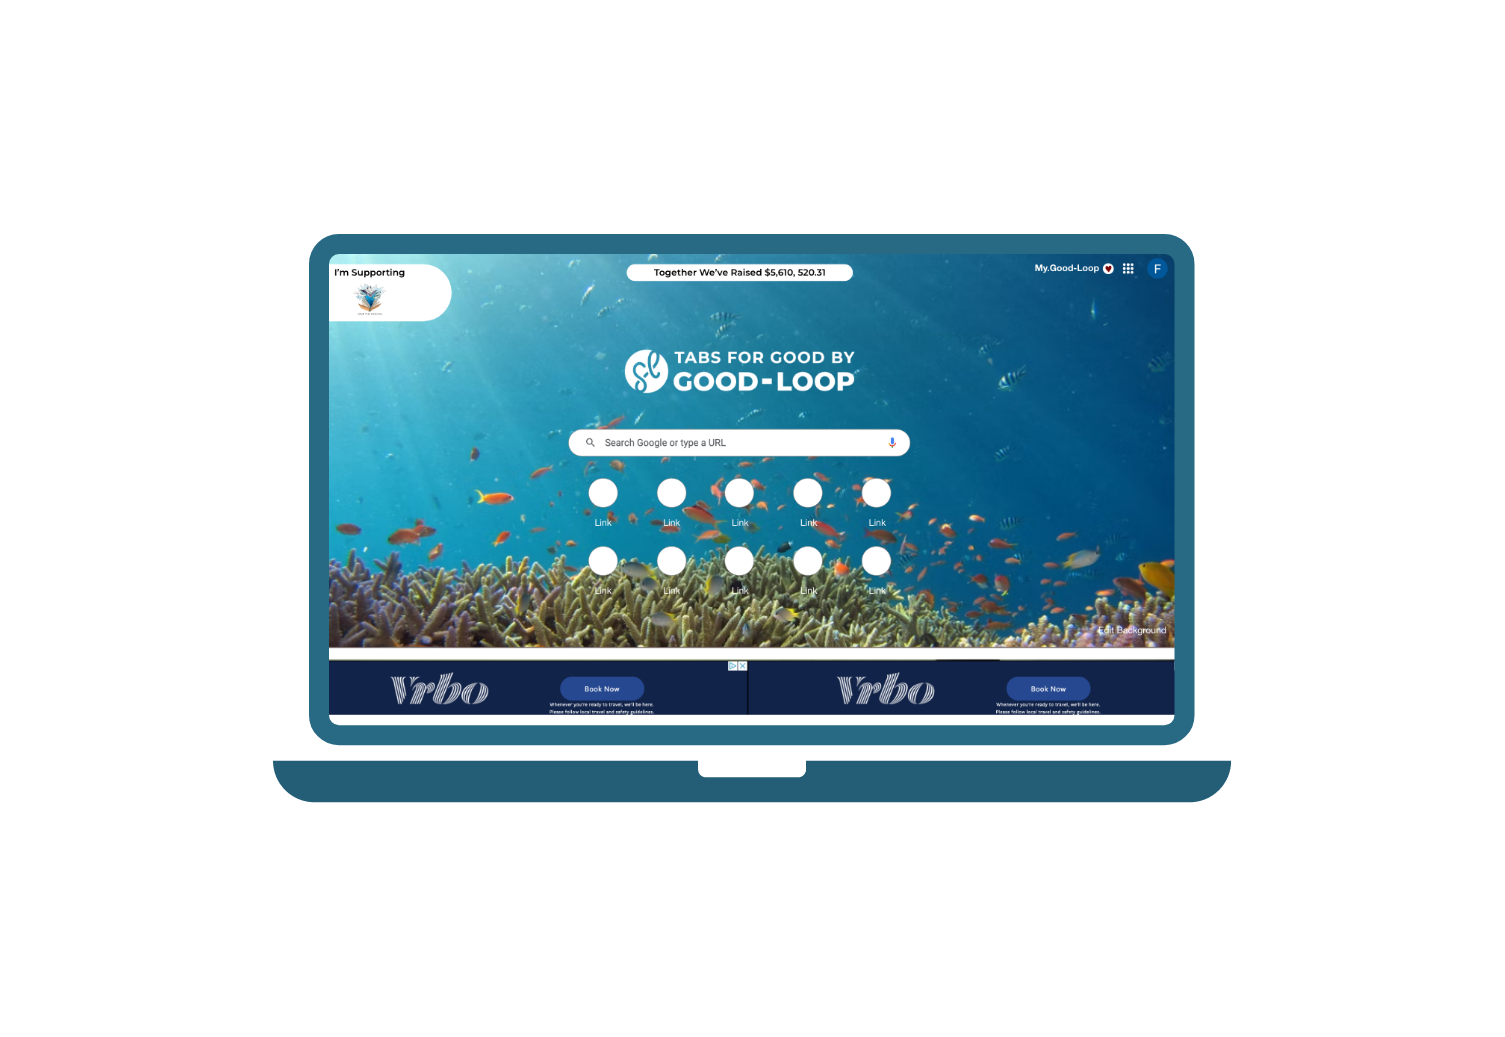 I'm Supporting
Together We've Raised $5,610, 520.31
My.Good-Loop
F
TABS FOR GOOD BY
GOOD-LOOP
Search Google or type a URL
Link Link Link Link Link
Link Link Link Link Link
Edit Background
Vrbo
Book Now
Whenever you're ready to travel, we'll be here.
Please follow local travel and safety guidelines.
Vrbo
Book Now
Whenever you're ready to travel, we'll be here.
Please follow local travel and safety guidelines.